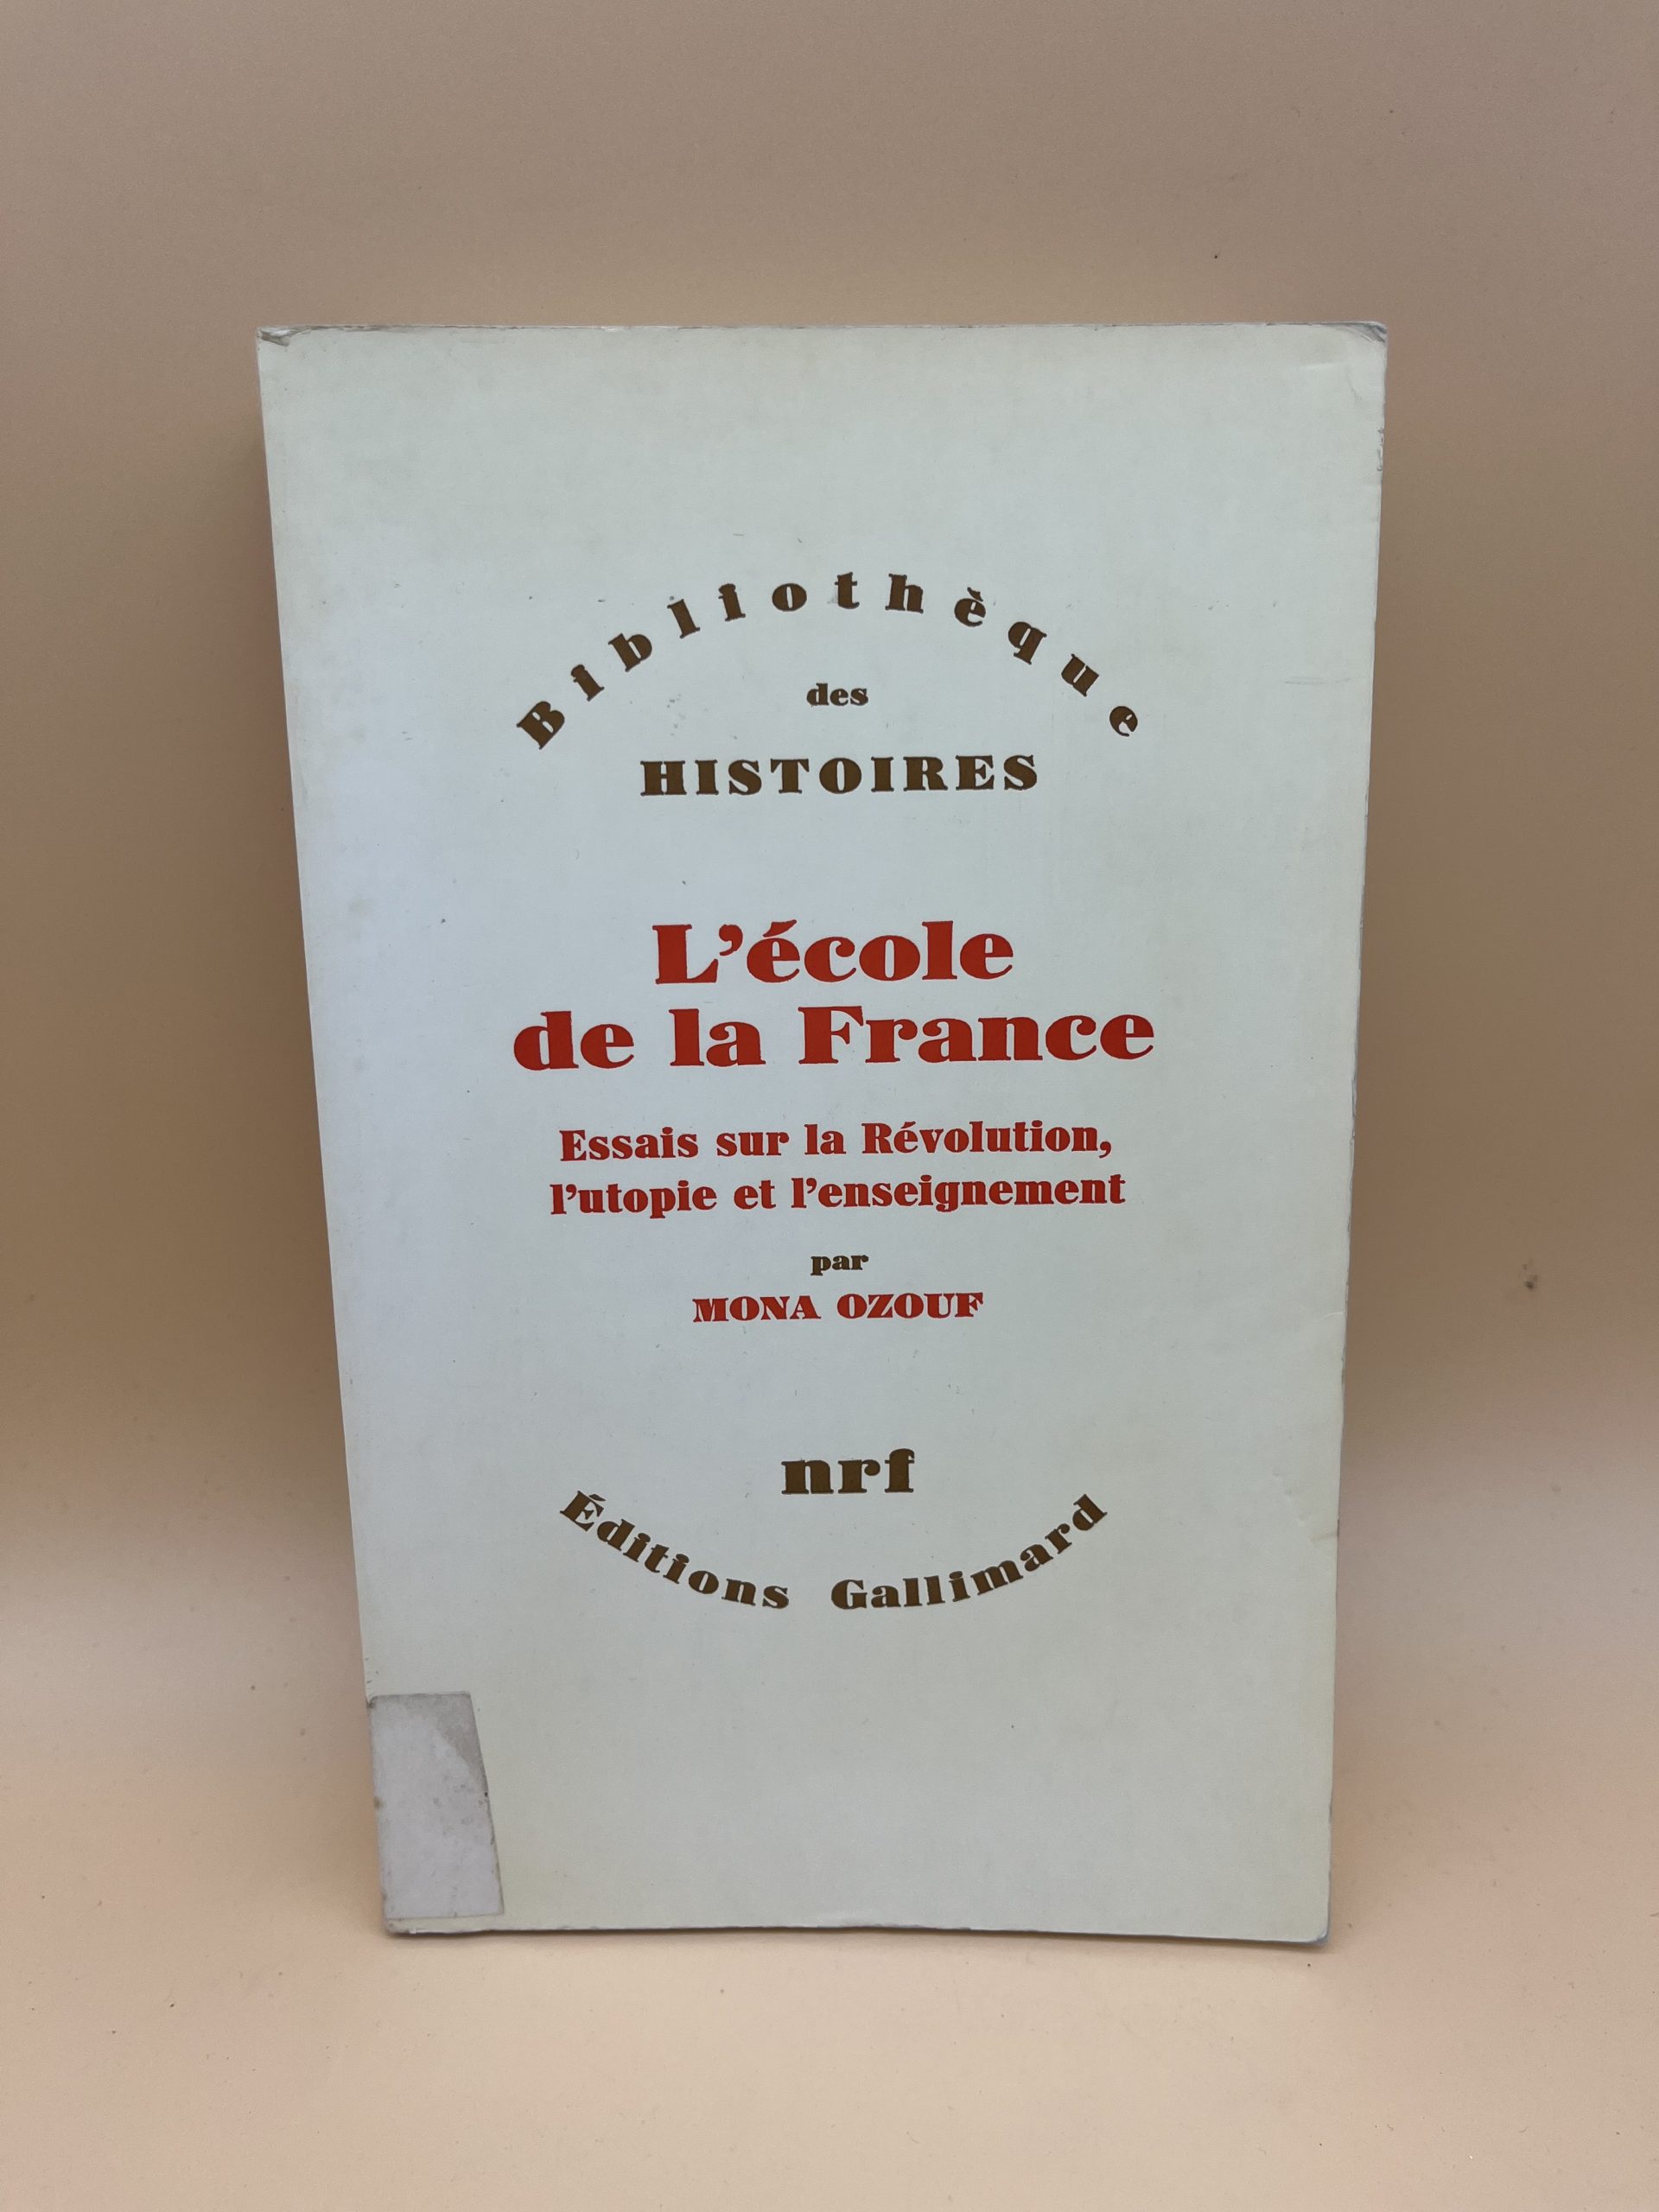 Bibliothèque
des
HISTOIRES
L'école
de la France
Essais sur la Révolution,
l'utopie et l'enseignement
par
MONA OZOUF
nrf
Éditions Gallimard